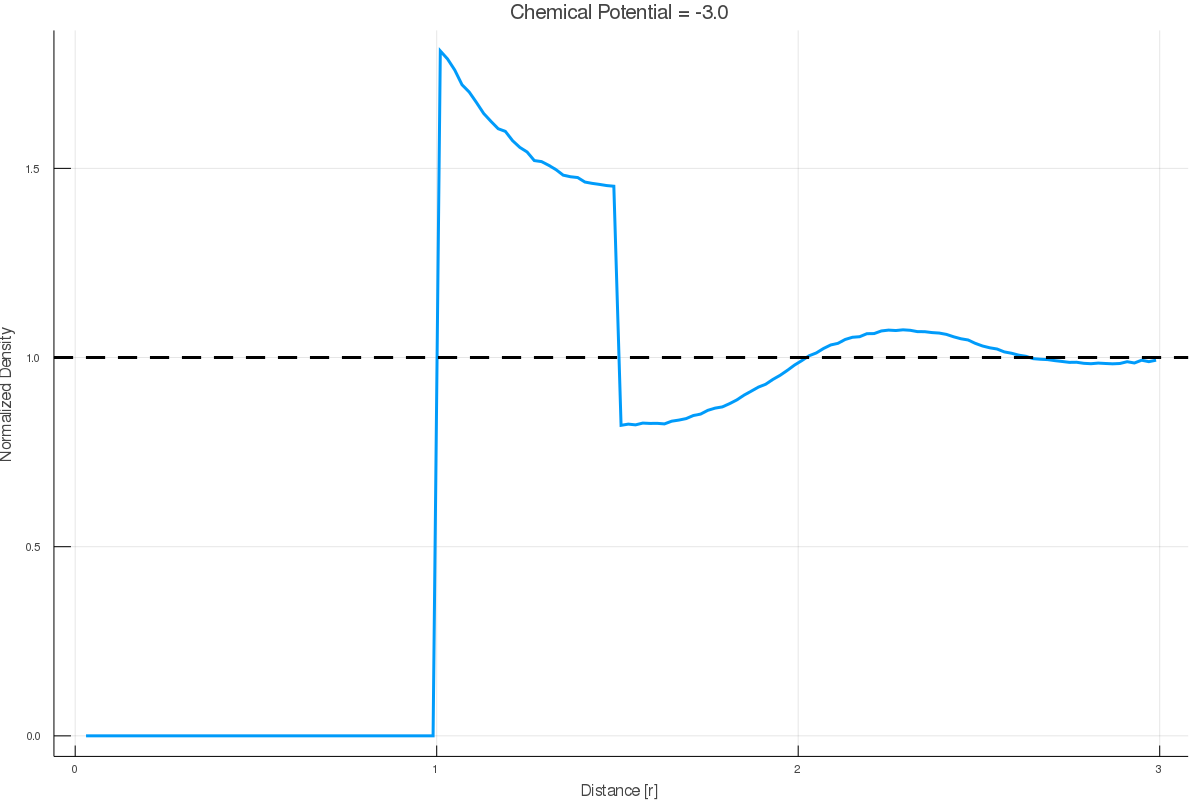 Chemical Potential = -3.0
Normalized Density
1.5
1.0
0.5
0.0
0 1 2 3
Distance [r]